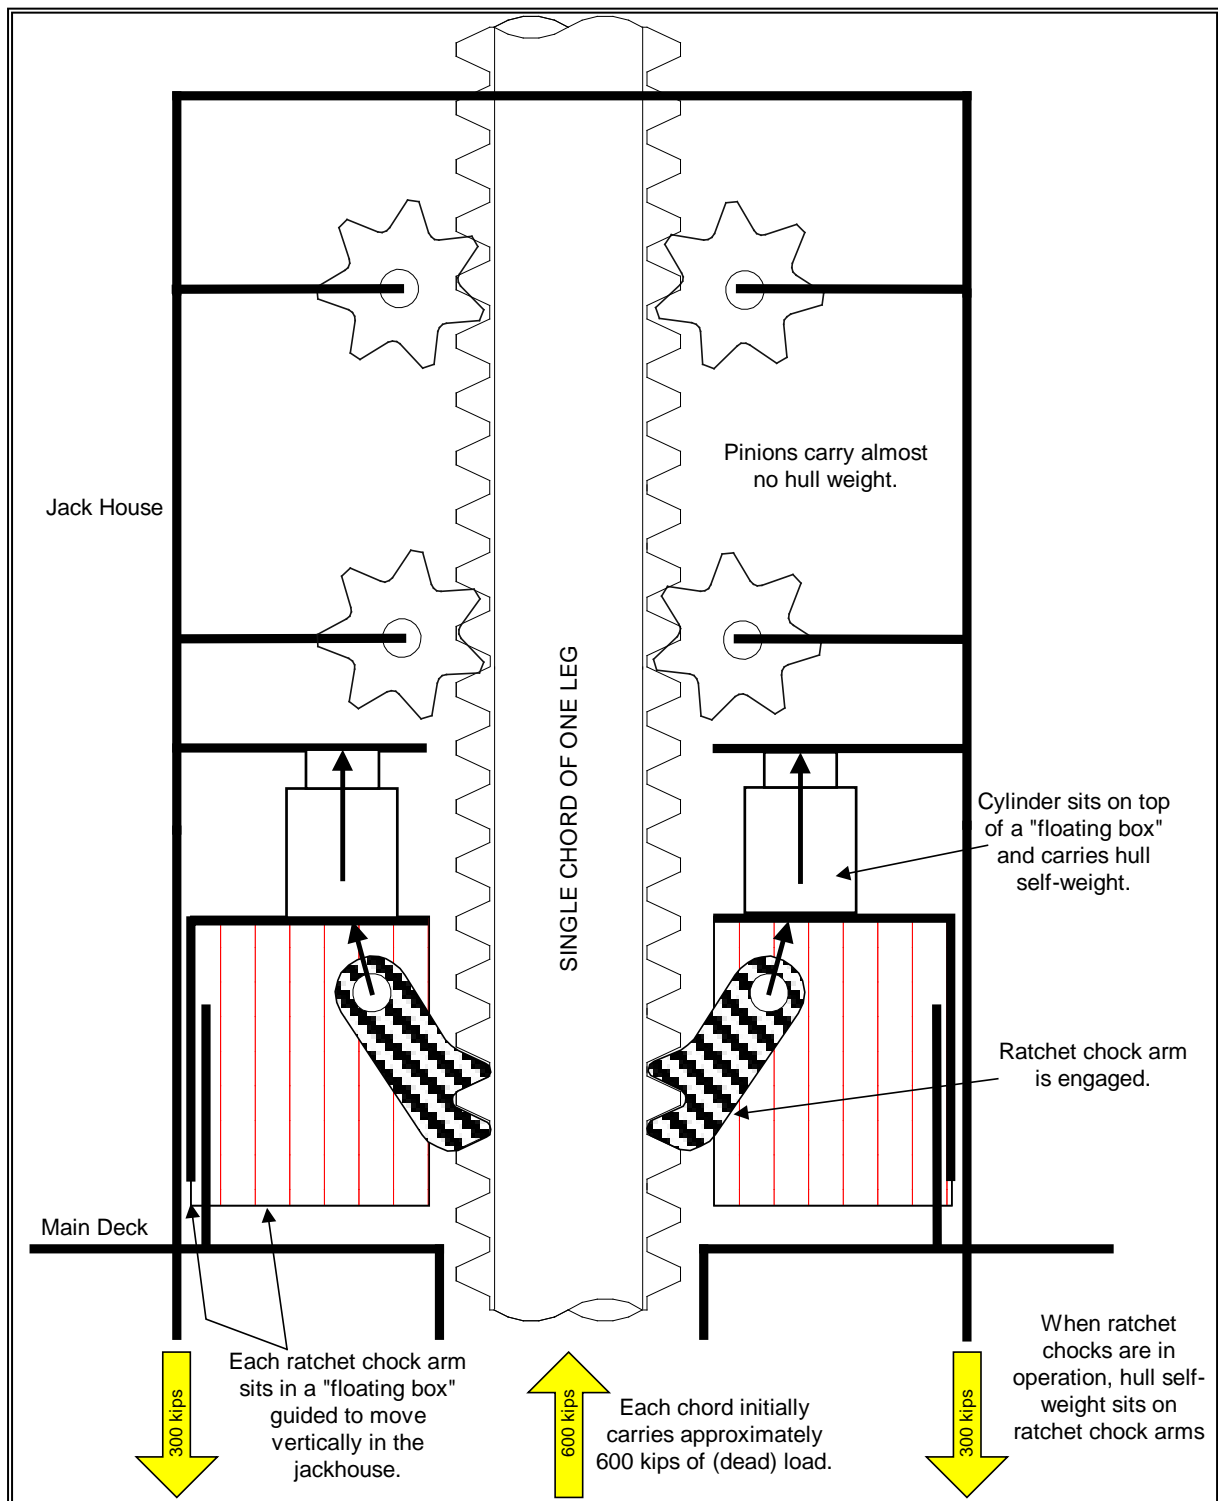 Pinions carry almost
no hull weight.
Jack House
SINGLE CHORD OF ONE LEG
Cylinder sits on top
of a "floating box"
and carries hull
self-weight.
Ratchet chock arm
is engaged.
Main Deck
Each ratchet chock arm
sits in a "floating box"
guided to move
vertically in the
jackhouse.
300 kips
600 kips
Each chord initially
carries approximately
600 kips of (dead) load.
300 kips
When ratchet
chocks are in
operation, hull self-
weight sits on
ratchet chock arms